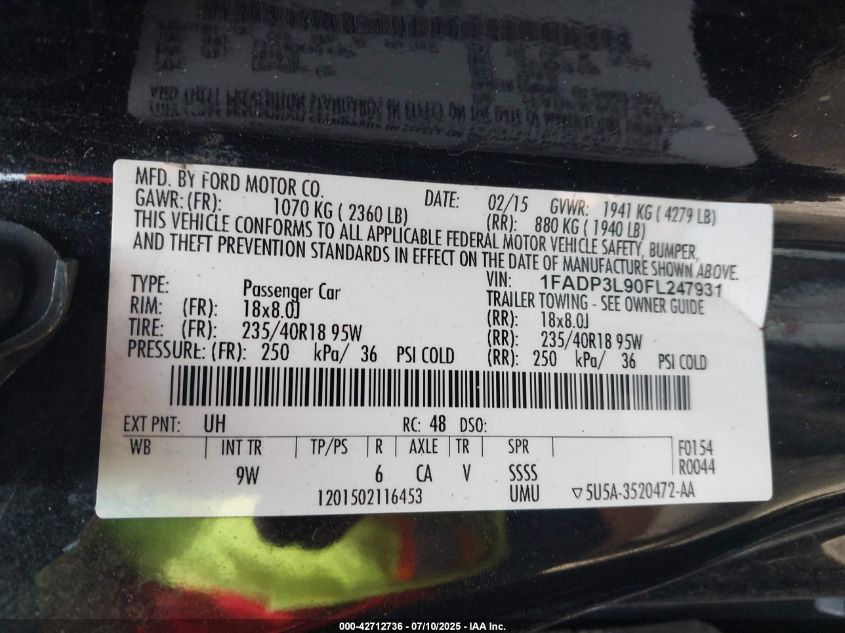 MFD. BY FORD MOTOR CO. DATE: 02/15 GVWR: 1941 KG ( 4279 LB)
GAWR: (FR): 1070 KG ( 2360 LB) (RR): 880 KG ( 1940 LB)
THIS VEHICLE CONFORMS TO ALL APPLICABLE FEDERAL MOTOR VEHICLE SAFETY, BUMPER,
AND THEFT PREVENTION STANDARDS IN EFFECT ON THE DATE OF MANUFACTURE SHOWN ABOVE.
VIN: 1FADP3L90FL247931
TYPE: Passenger Car TRAILER TOWING - SEE OWNER GUIDE
RIM: (FR): 18x8.0J (RR): 18x8.0J
TIRE: (FR): 235/40R18 95W (RR): 235/40R18 95W
PRESSURE: (FR): 250 kPa/ 36 PSI COLD (RR): 250 kPa/ 36 PSI COLD
EXT PNT: UH RC: 48 DSO:
WB INT TR TP/PS R AXLE TR SPR F0154
9W 6 CA V SSSS R0044
1201502116453 UMU ▽5U5A-3520472-AA
000-42712736 - 07/10/2025 - IAA Inc.